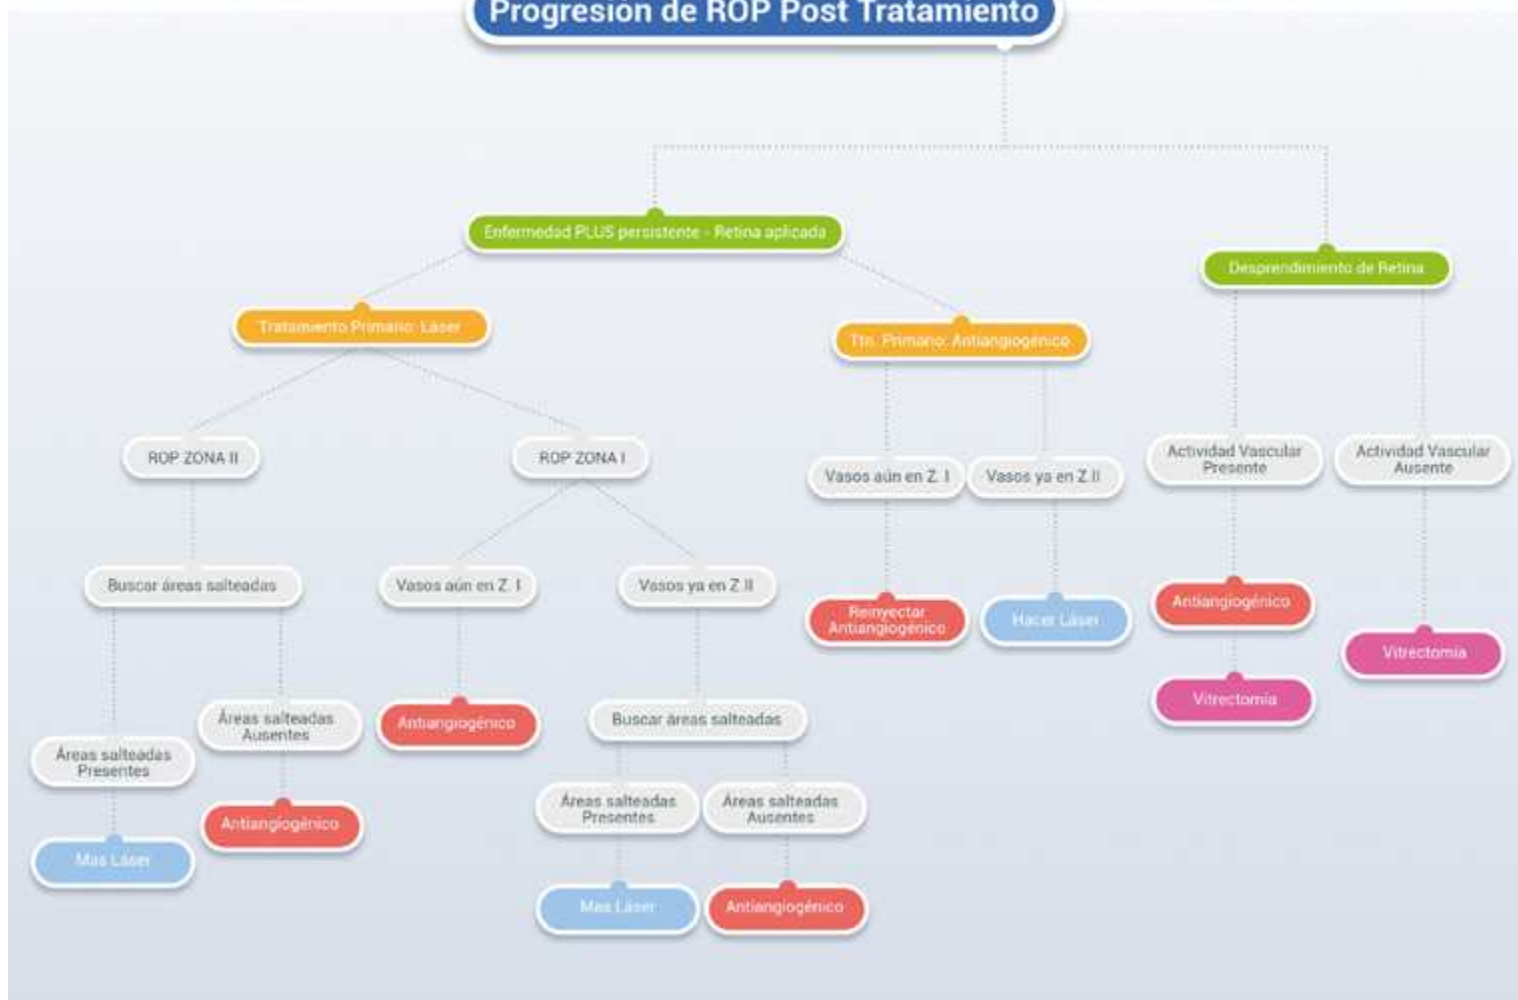 Progresión de ROP Post Tratamiento
Enfermedad PLUS persistente - Retina aplicada
Desprendimiento de Retina
Tratamiento Primario: Láser
Tto. Primario: Antiangiogénico
ROP ZONA II
ROP ZONA I
Vasos aún en Z. I
Vasos ya en Z.II
Actividad Vascular
Presente
Actividad Vascular
Ausente
Buscar áreas salteadas
Vasos aún en Z. I
Vasos ya en Z.II
Reinyectar
Antiangiogénico
Hacer Láser
Antiangiogénico
Vitrectomía
Vitrectomía
Áreas salteadas
Presentes
Áreas salteadas
Ausentes
Antiangiogénico
Buscar áreas salteadas
Mas Láser
Antiangiogénico
Áreas salteadas
Presentes
Áreas salteadas
Ausentes
Mas Láser
Antiangiogénico